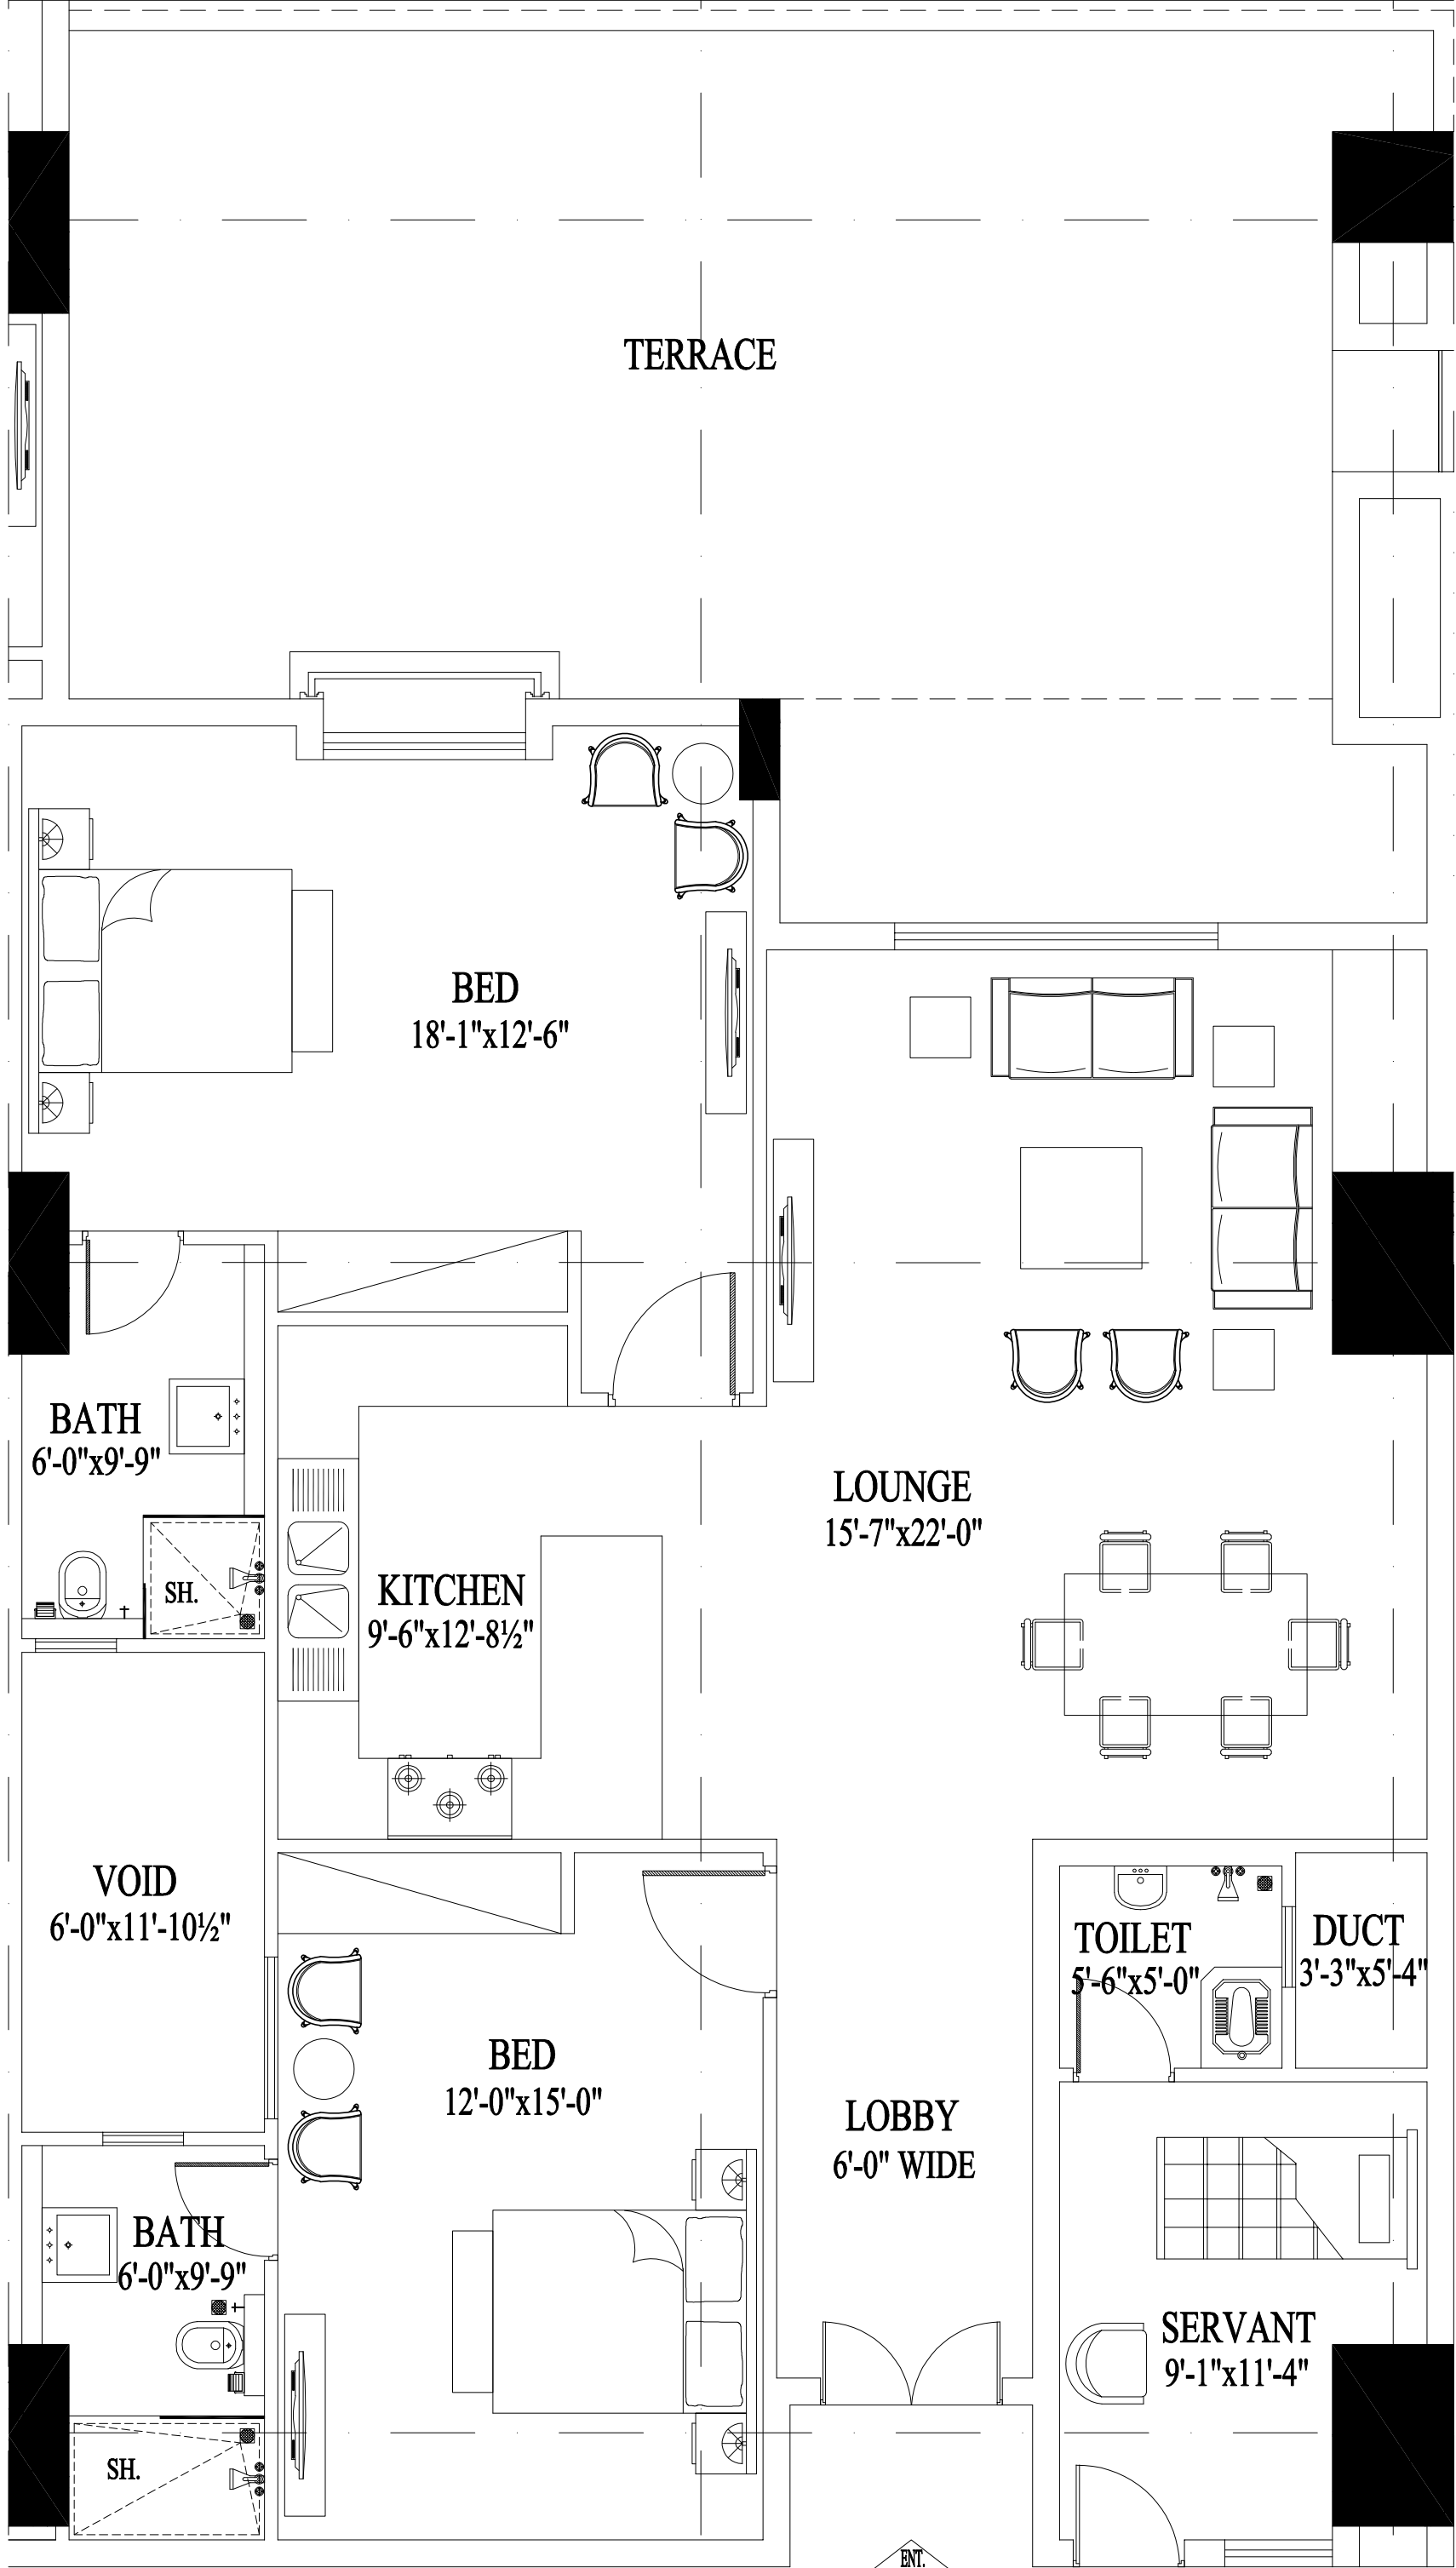 TERRACE
BED
18'-1"x12'-6"
BATH
6'-0"x9'-9"
SH.
LOUNGE
15'-7"x22'-0"
KITCHEN
9'-6"x12'-8½"
VOID
6'-0"x11'-10½"
TOILET
5'-6"x5'-0"
DUCT
3'-3"x5'-4"
BED
12'-0"x15'-0"
LOBBY
6'-0" WIDE
BATH
6'-0"x9'-9"
SH.
SERVANT
9'-1"x11'-4"
ENT.